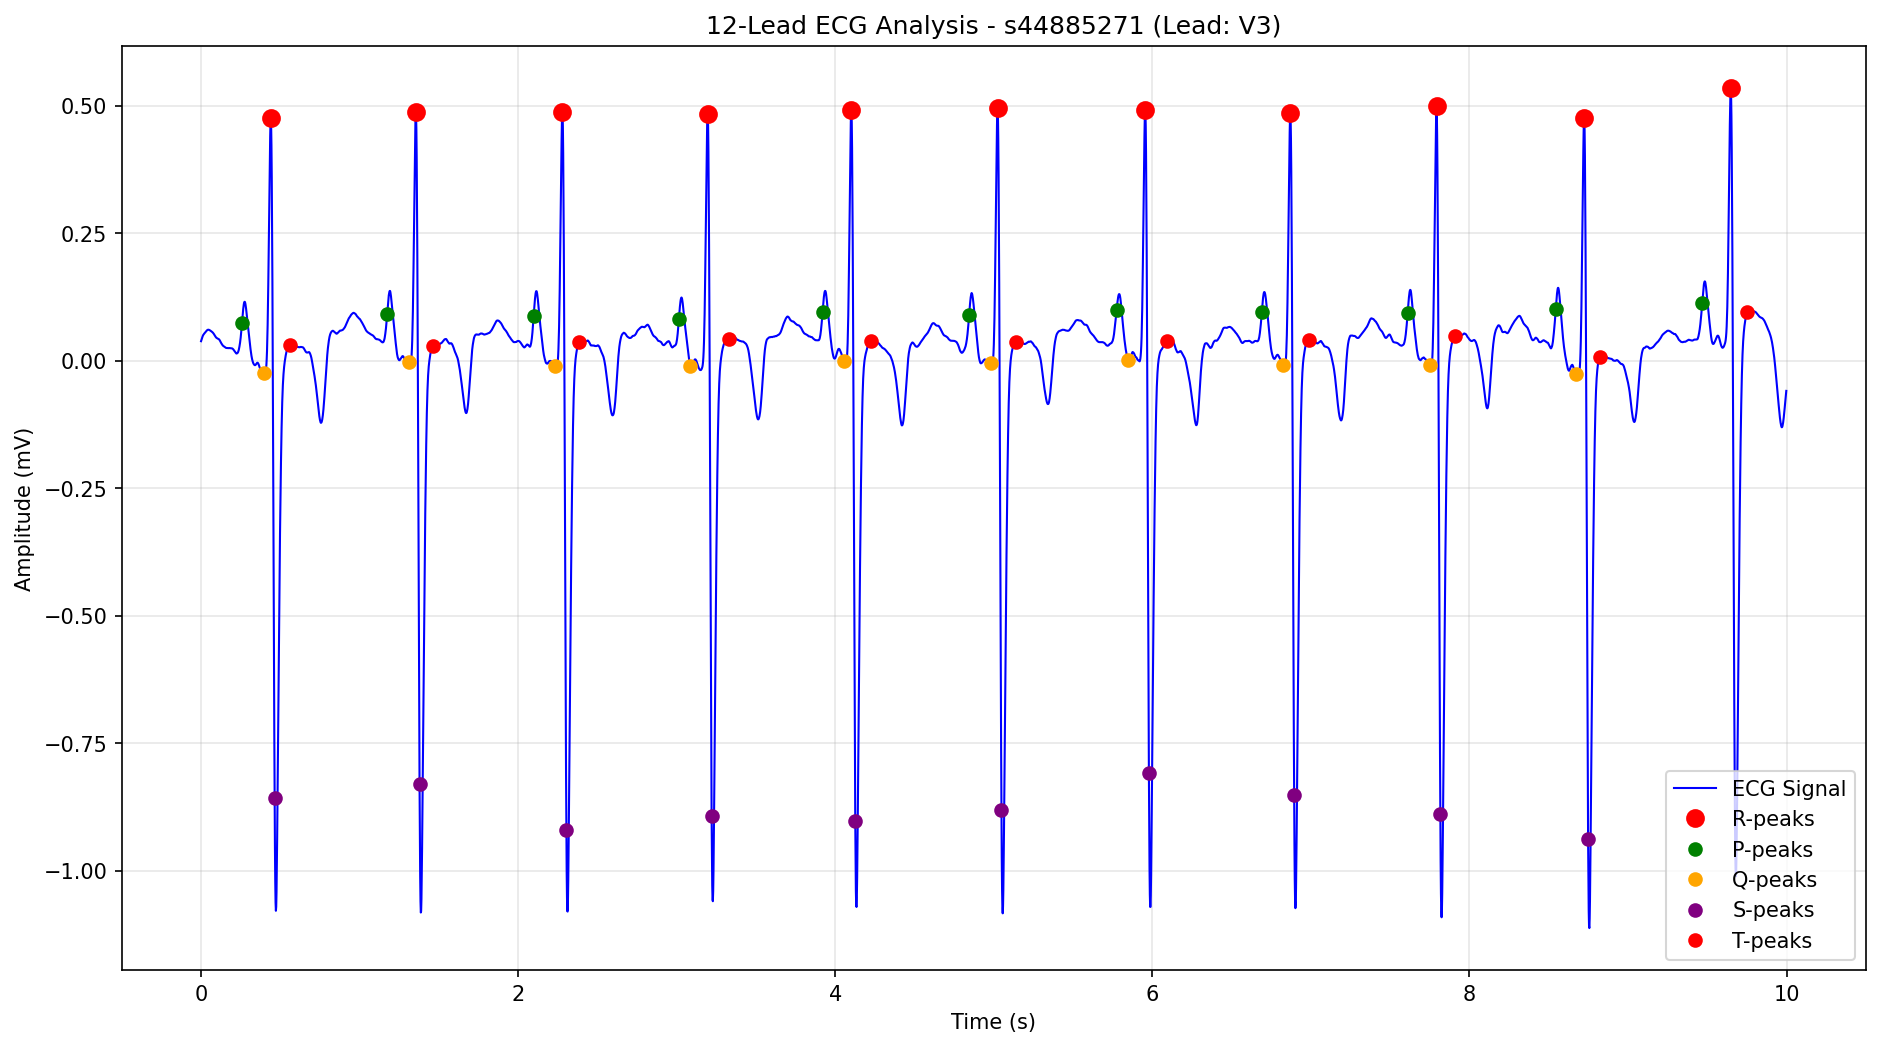 12-Lead ECG Analysis - s44885271 (Lead: V3)
0.50
0.25
0.00
−0.25
−0.50
−0.75
−1.00
Amplitude (mV)
0 2 4 6 8 10
Time (s)
ECG Signal
R-peaks
P-peaks
Q-peaks
S-peaks
T-peaks